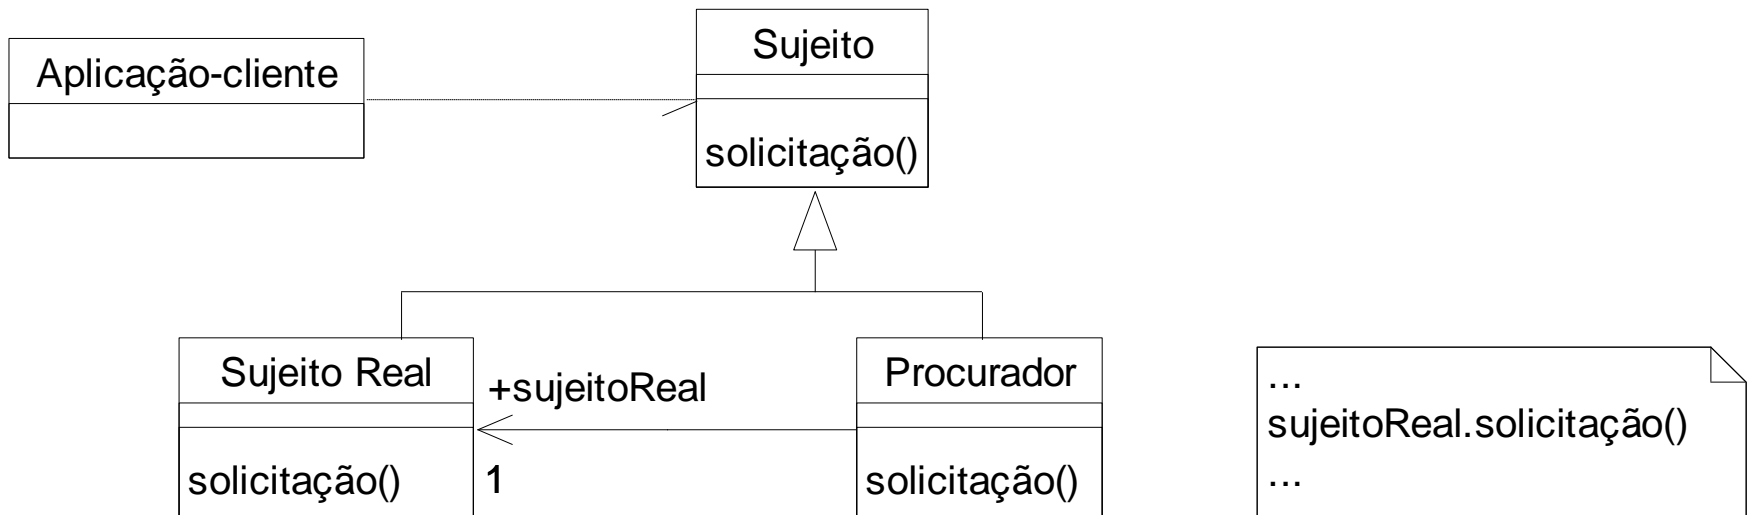 Aplicação-cliente
Sujeito
solicitação()
Sujeito Real
solicitação()
+sujeitoReal
1
Procurador
solicitação()
...
sujeitoReal.solicitação()
...